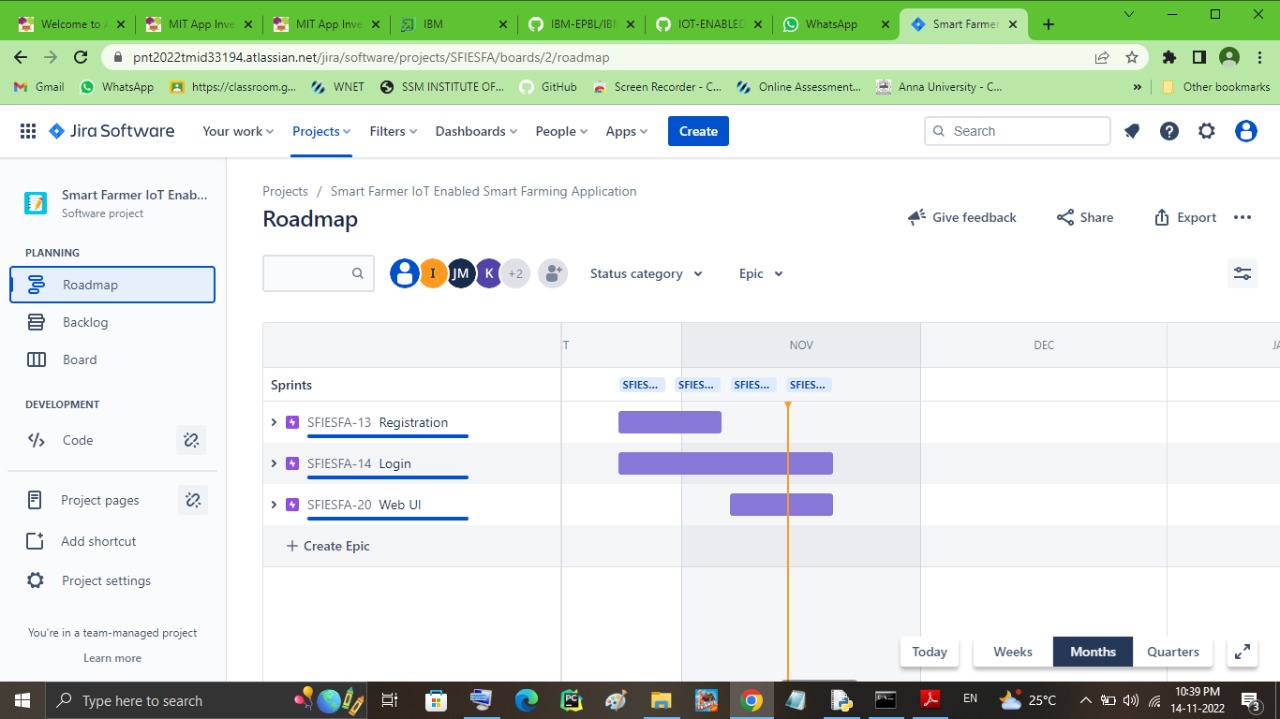 Welcome to A
MIT App Inve
MIT App Inve
IBM
IBM-EPBL/IBM
IOT-ENABLED
WhatsApp
Smart Farmer
pnt2022tmid33194.atlassian.net/jira/software/projects/SFIESFA/boards/2/roadmap
Gmail
WhatsApp
https://classroom.g...
WNET
SSM INSTITUTE OF...
GitHub
Screen Recorder - C...
Online Assessment...
Anna University - C...
»
Other bookmarks
Jira Software
Your work
Projects
Filters
Dashboards
People
Apps
Create
Search
Smart Farmer IoT Enab...
Software project
PLANNING
Roadmap
Backlog
Board
DEVELOPMENT
Code
Project pages
Add shortcut
Project settings
You're in a team-managed project
Learn more
Projects / Smart Farmer IoT Enabled Smart Farming Application
Roadmap
Give feedback
Share
Export
I
JM
K
+2
Status category
Epic
T
NOV
DEC
JA
Sprints
SFIES...
SFIES...
SFIES...
SFIES...
SFIESFA-13 Registration
SFIESFA-14 Login
SFIESFA-20 Web UI
+ Create Epic
Today
Weeks
Months
Quarters
Type here to search
25°C
EN
10:39 PM
14-11-2022
3